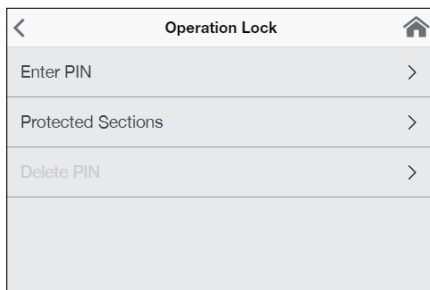 Operation Lock
Enter PIN
Protected Sections
Delete PIN